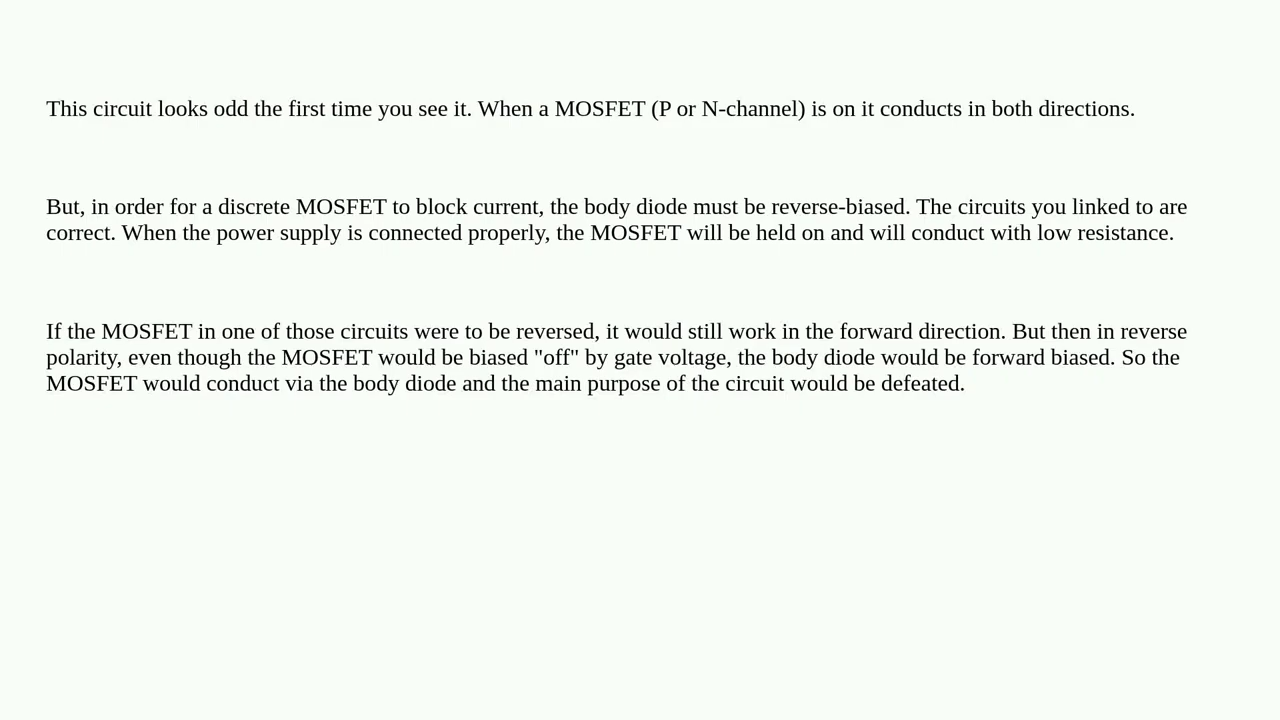 This circuit looks odd the first time you see it. When a MOSFET (P or N-channel) is on it conducts in both directions.
But, in order for a discrete MOSFET to block current, the body diode must be reverse-biased. The circuits you linked to are
correct. When the power supply is connected properly, the MOSFET will be held on and will conduct with low resistance.
If the MOSFET in one of those circuits were to be reversed, it would still work in the forward direction. But then in reverse
polarity, even though the MOSFET would be biased "off" by gate voltage, the body diode would be forward biased. So the
MOSFET would conduct via the body diode and the main purpose of the circuit would be defeated.